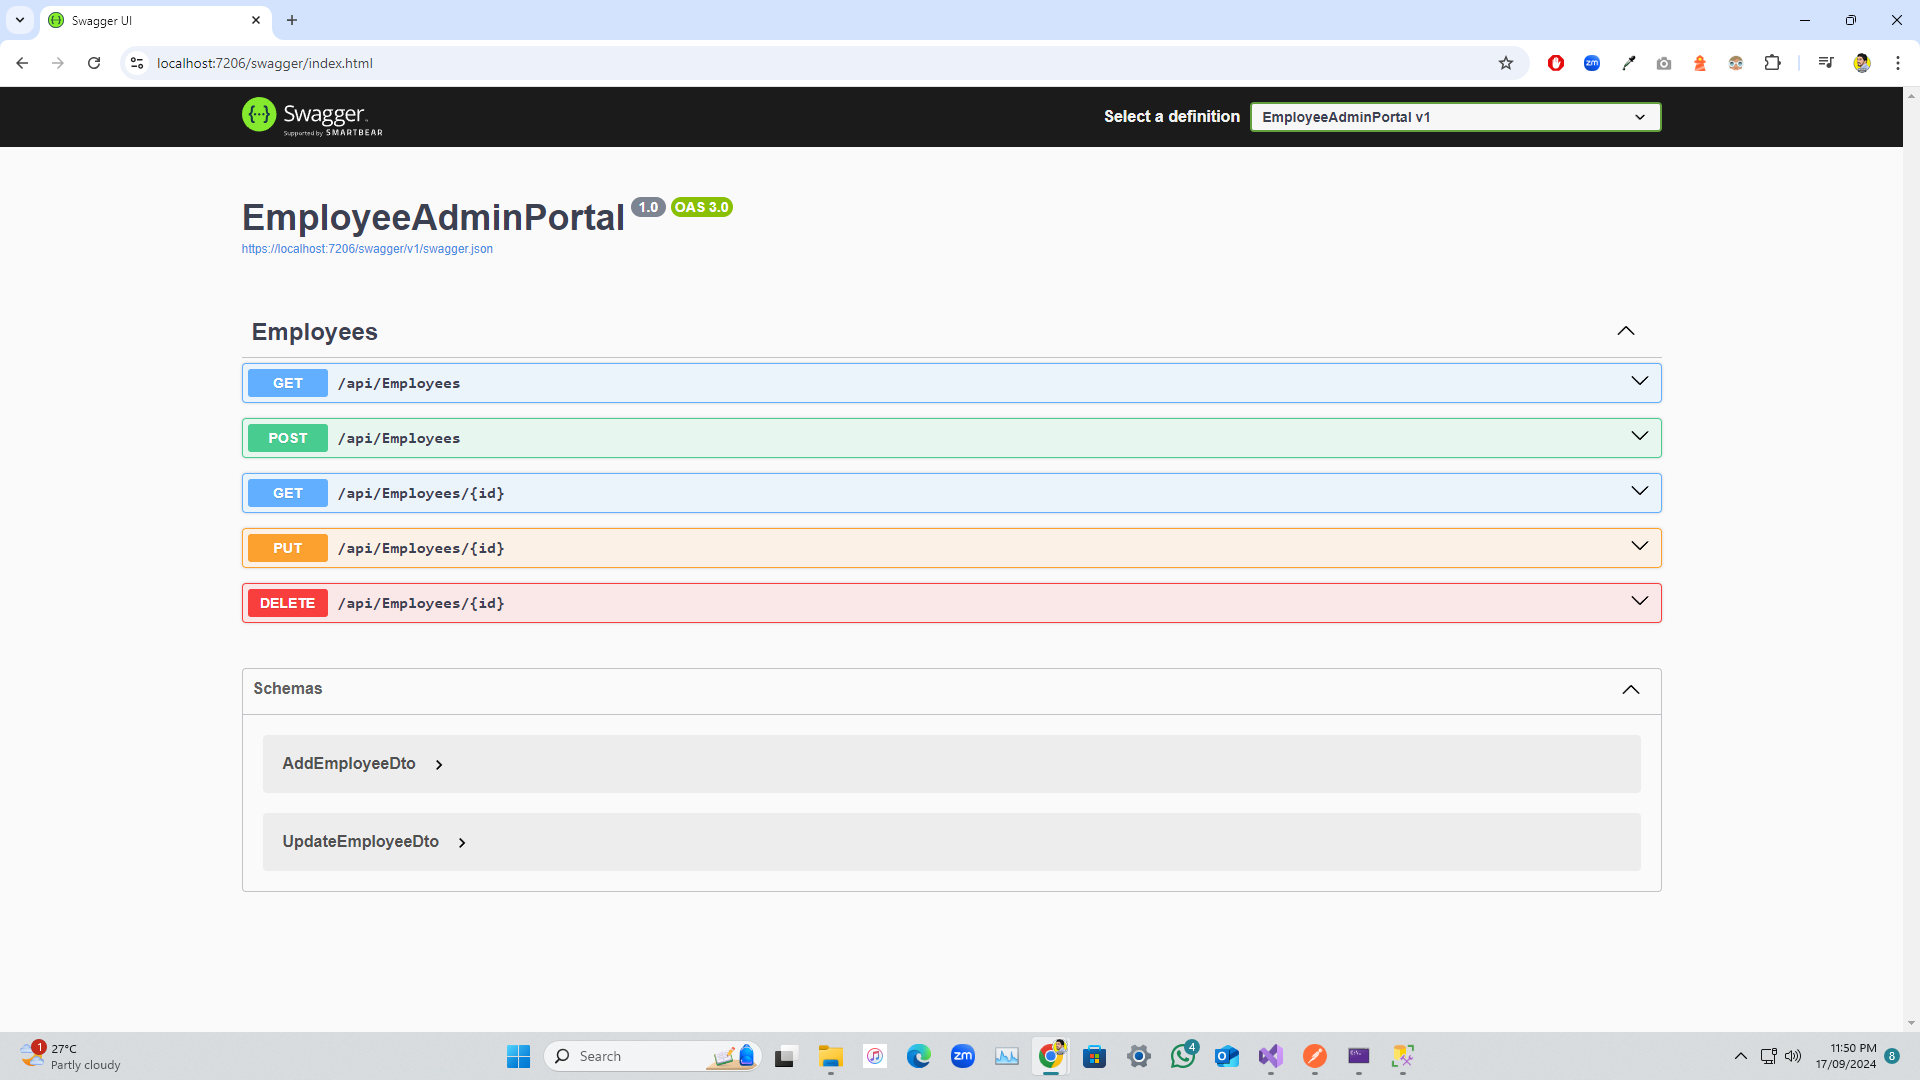 Swagger UI
localhost:7206/swagger/index.html
zm
{...} Swagger
Supported by SMARTBEAR
Select a definition
EmployeeAdminPortal v1
EmployeeAdminPortal 1.0 OAS 3.0
https://localhost:7206/swagger/v1/swagger.json
Employees
GET /api/Employees
POST /api/Employees
GET /api/Employees/{id}
PUT /api/Employees/{id}
DELETE /api/Employees/{id}
Schemas
AddEmployeeDto
UpdateEmployeeDto
1
27°C
Partly cloudy
Search
zm
4
11:50 PM
17/09/2024
8